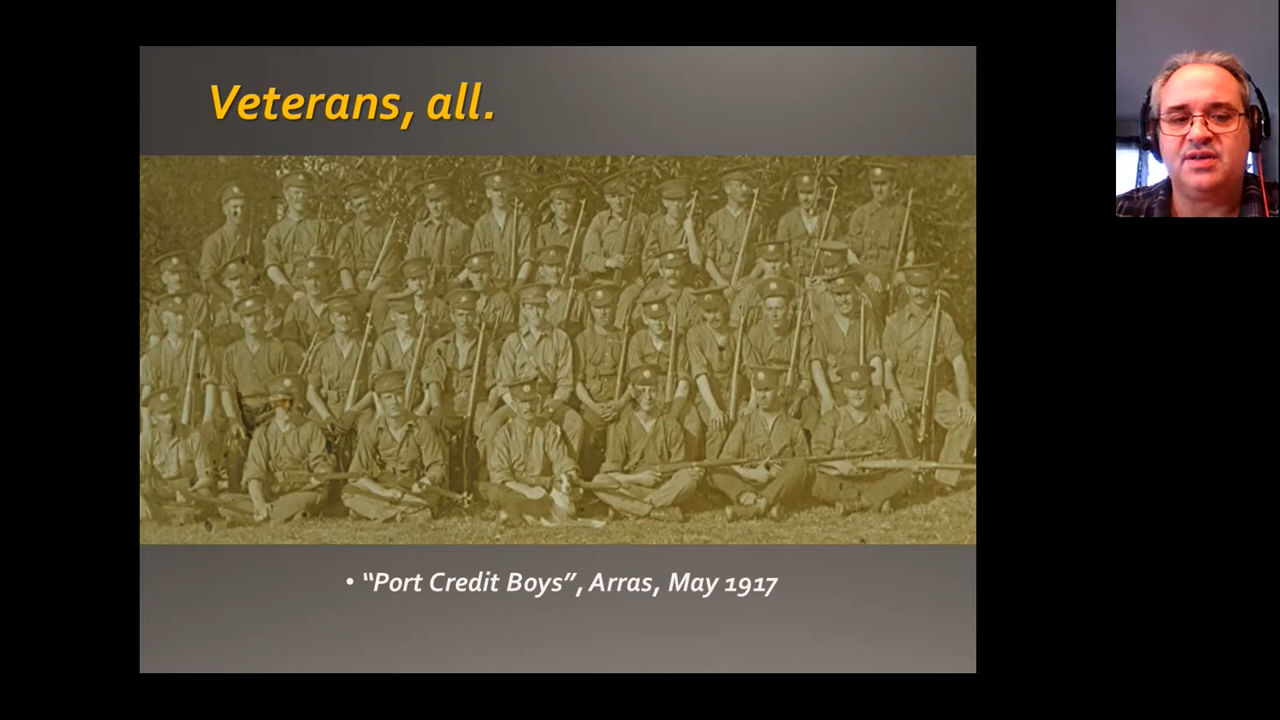 Veterans, all.
• “Port Credit Boys”, Arras, May 1917